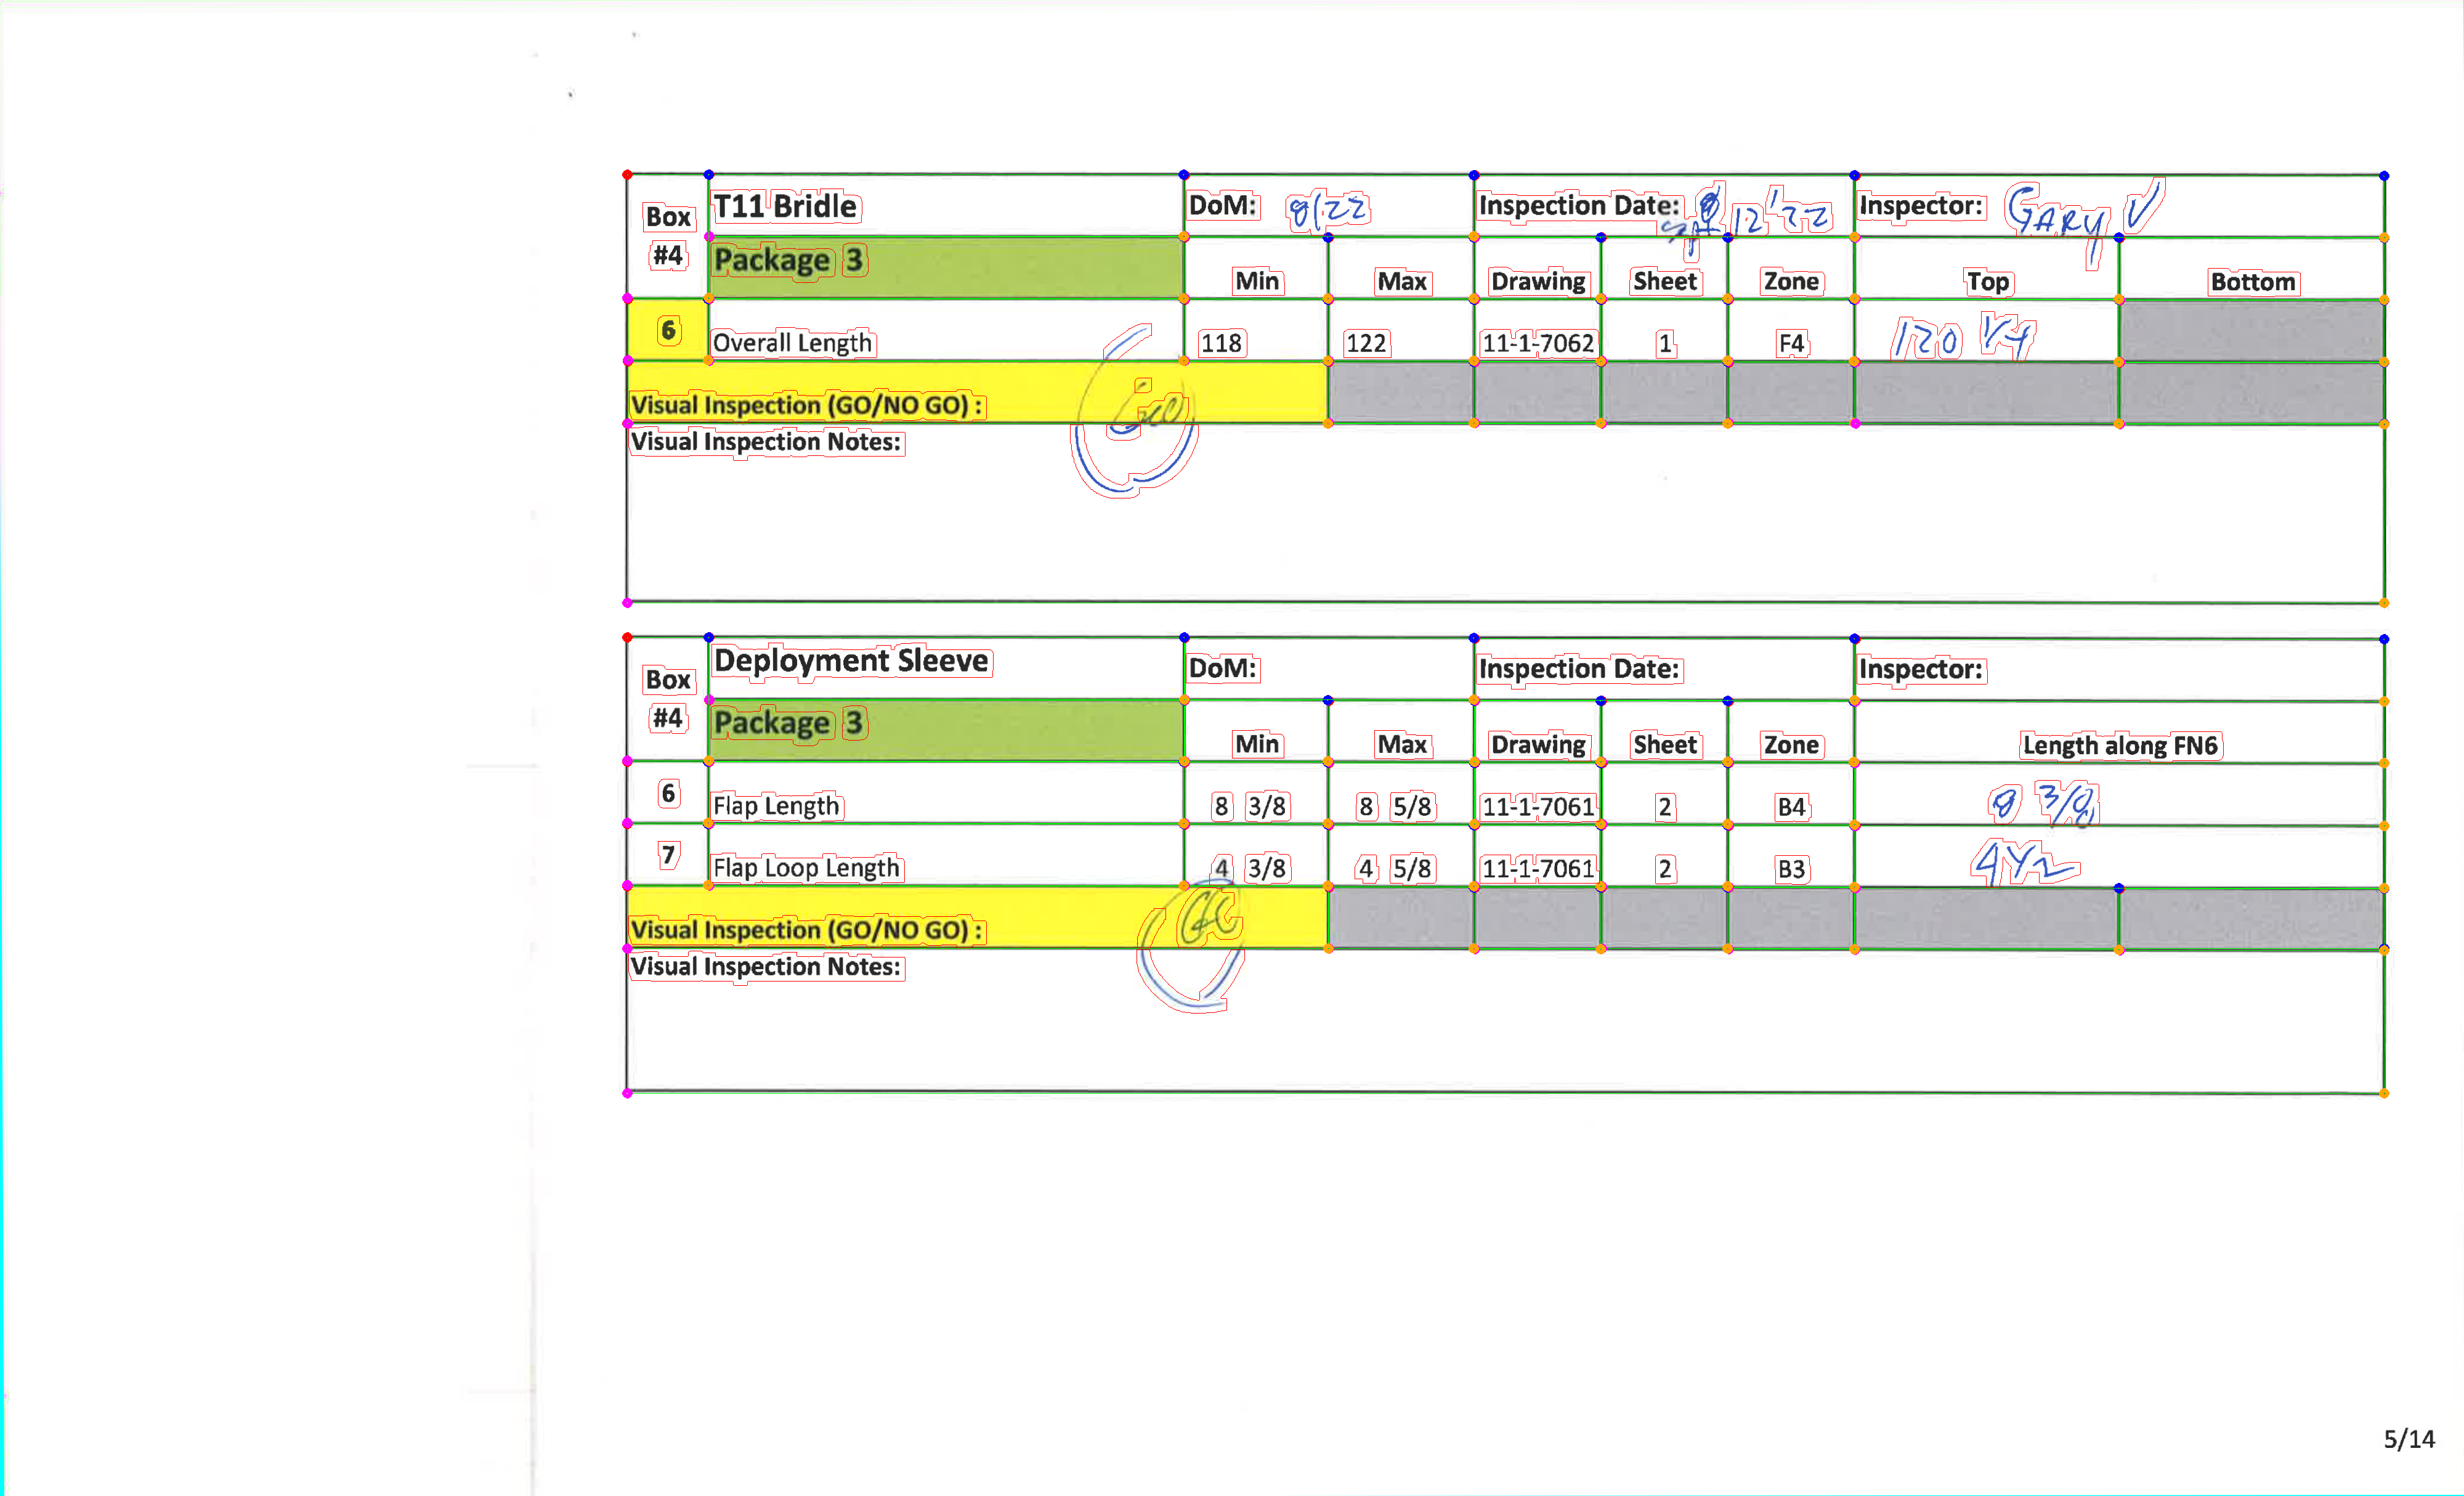 Box #4 T11 Bridle DoM: 8/22 Inspection Date: 12/22 Inspector: GARY V
Package 3 Min Max Drawing Sheet Zone Top Bottom
6 Overall Length 118 122 11-1-7062 1 F4 120 1/4
Visual Inspection (GO/NO GO) : GO
Visual Inspection Notes:
Box #4 Deployment Sleeve DoM: Inspection Date: Inspector:
Package 3 Min Max Drawing Sheet Zone Length along FN6
6 Flap Length 8 3/8 8 5/8 11-1-7061 2 B4 8 3/8
7 Flap Loop Length 4 3/8 4 5/8 11-1-7061 2 B3 4 1/2
Visual Inspection (GO/NO GO) :
Visual Inspection Notes:
5/14